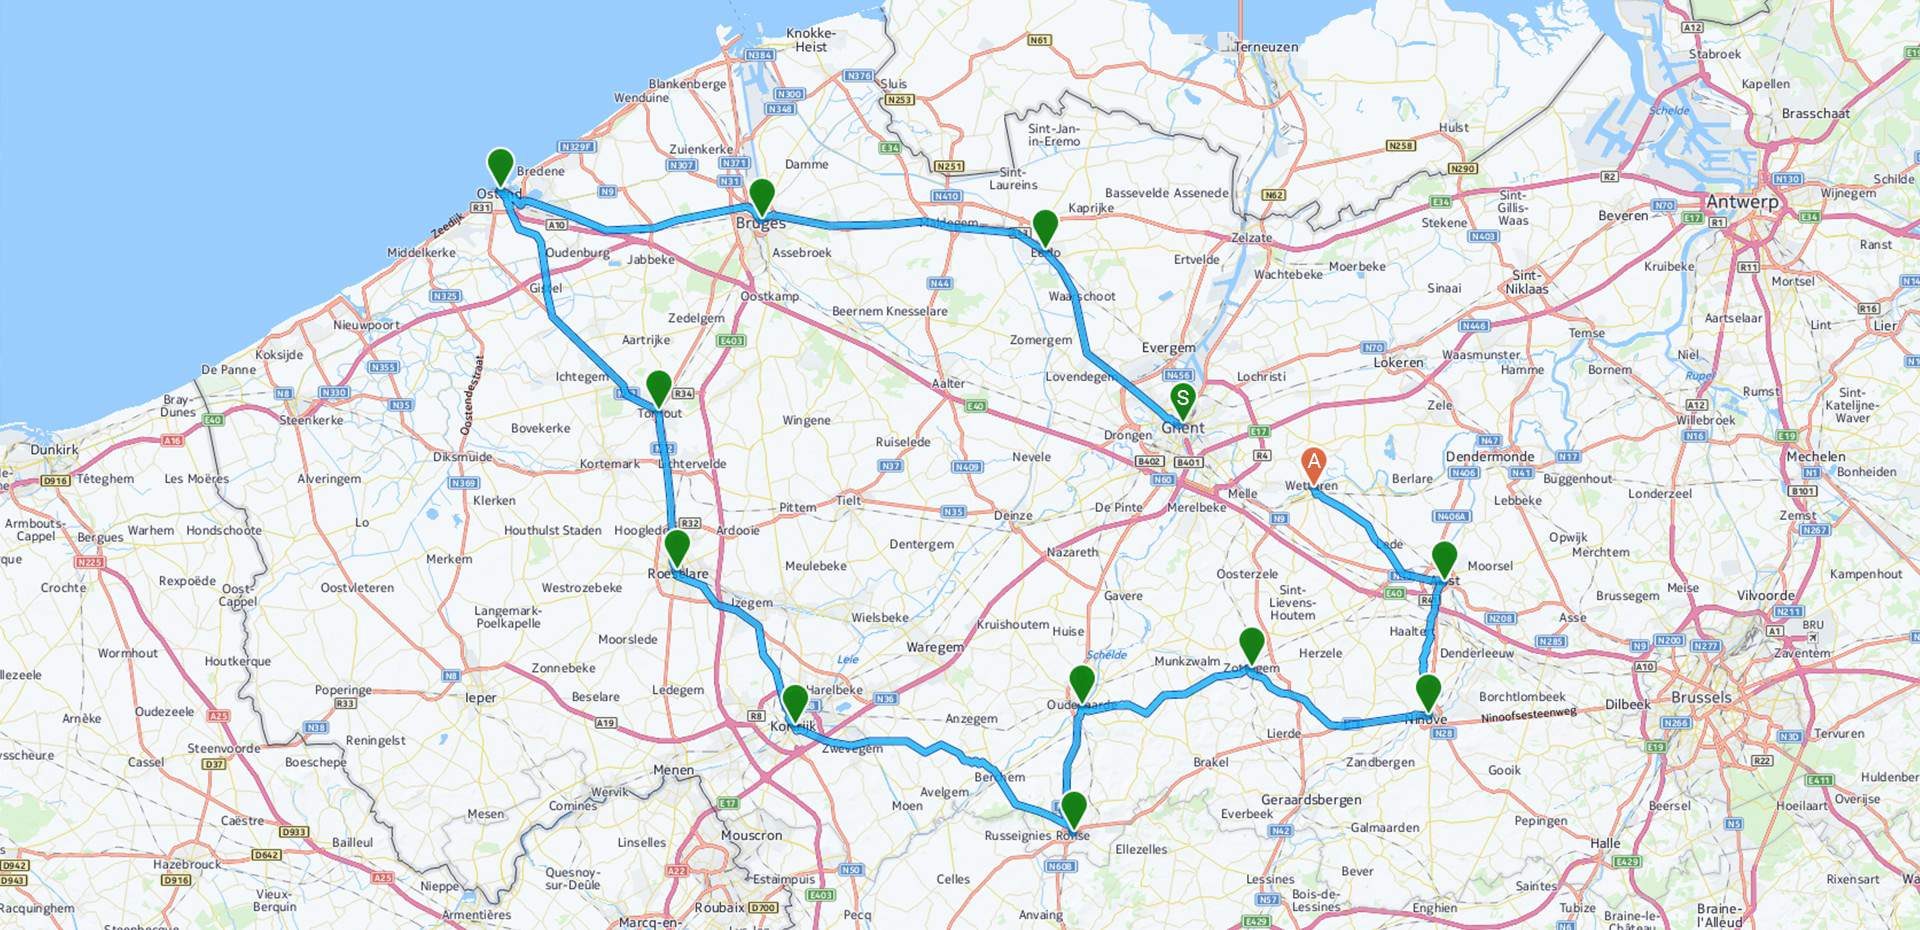 Knokke-
Heist
N61
Terneuzen
A12
Stabroek
N384
Blankenberge
N376
Sluis
Kapellen
Wenduine
N300
N348
N253
Brasschaat
Schelde
Sint-Jan-
in-Eremo
Hulst
N329F
Zuienkerke
E34
N258
N307
N371
Damme
N251
N290
Bredene
Sint-
Laureins
R2
N130
Schilde
N31
N9
N410
Bassevelde
Assenede
N62
Sint-
Gillis-
Waas
Wijnegem
Ostend
R31
Kaprijke
E34
Antwerp
N70
Beveren
E17
R1
E34
Zeedijk
A10
Bruges
Maldegem
Stekene
N403
Zelzate
Ranst
Middelkerke
Oudenburg
Jabbeke
Assebroek
Eeklo
Ertvelde
Wachtebeke
Moerbeke
Kruibeke
R11
Mortsel
Gistel
N325
Oostkamp
N44
Waarschoot
Sinaai
Sint-
Niklaas
Beernem
Knesselare
Zedelgem
Nieuwpoort
Aartselaar
Lint
R16
Lier
N446
Temse
Aartrijke
E403
Zomergem
Evergem
N70
Waasmunster
Niel
Koksijde
De Panne
N355
Oostendestraat
Lokeren
Hamme
Bornem
Rupel
Rumst
Ichtegem
Aalter
Lovendegem
N456
Lochristi
N8
N330
N35
R34
Bray-
Dunes
E40
Steenkerke
E40
S
Zele
A12
Sint-
Katelijne-
Waver
Torhout
Wingene
Ghent
Willebroek
Bovekerke
A16
Drongen
E17
N16
E19
Dunkirk
Ruiselede
N47
Diksmuide
Kortemark
Lichtervelde
Nevele
B402
B401
R4
A
Dendermonde
N17
Mechelen
D916
Téteghem
Les Moëres
Alveringem
N369
N37
N409
N60
Wetteren
Berlare
N406
N41
Buggenhout
N1
Bonheiden
Klerken
Tielt
Pittem
De Pinte
Merelbeke
Melle
Lebbeke
Londerzeel
B101
Armbouts-
Cappel
Warhem
Hondschoote
Lo
Houthulst
Staden
Hooglede
R32
Ardooie
N35
Deinze
N9
N406A
Zemst
N267
Bergues
Merkem
Dentergem
Nazareth
Lede
Opwijk
Merchtem
N225
Meulebeke
Roeselare
Oosterzele
Aalst
Moorsel
Kampenhout
Crochte
Rexpoëde
Oost-
Cappel
Oostvleteren
Westrozebeke
Izegem
Gavere
E40
R41
Meise
Brussegem
Vilvoorde
Langemark-
Poelkapelle
Wielsbeke
Kruishoutem
Huise
Sint-
Lievens-
Houtem
N208
Asse
N211
Haaltert
N285
N200
A1
BRU
Moorslede
Waregem
N9
N277
Wormhout
Houtkerque
Leie
Schelde
Munkzwalm
Herzele
Denderleeuw
Zaventem
A10
Zonnebeke
Zottegem
N8
Ieper
Beselare
Ledegem
Harelbeke
N36
Poperinge
R33
Oudenaarde
Borchtlombeek
Dilbeek
Brussels
Arnèke
Oudezeele
A25
N38
A19
R8
Kortrijk
Anzegem
Ninove
Ninoofsesteenweg
N266
Lierde
N28
N3D
Tervuren
Steenvoorde
Reningelst
Zwevegem
E19
D37
Cassel
Boeschepe
Menen
Berchem
Brakel
Zandbergen
Gooik
R22
E411
Huldenberg
Wervik
Avelgem
Comines
E17
Moen
Geraardsbergen
Beersel
Hoeilaart
Overijse
Mesen
Everbeek
Pepingen
N5
Caëstre
D933
Mouscron
Russeignies
Ronse
N42
Galmaarden
Bailleul
Linselles
Ellezelles
Halle
D642
E429
Hazebrouck
D942
D943
D916
A25
Nieppe
Quesnoy-
sur-Deûle
A22
Estaimpuis
N50
N60B
Celles
Lessines
Bever
Saintes
Rixensart
E403
N57
Bois-de-
Lessines
Vieux-
Berquin
Armentières
Roubaix
D700
Pecq
Anvaing
E429
Enghien
Tubize
Braine-le-
Château
Braine-
l'Alleud
Marcq-en-
N6